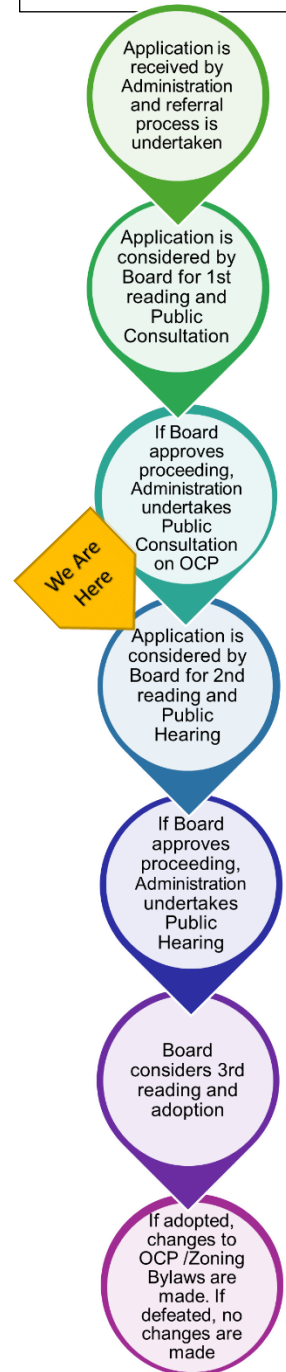 Application is
received by
Administration
and referral
process is
undertaken
Application is
considered by
Board for 1st
reading and
Public
Consultation
If Board
approves
proceeding,
Administration
undertakes
Public
Consultation
on OCP
We Are
Here
Application is
considered by
Board for 2nd
reading and
Public
Hearing
If Board
approves
proceeding,
Administration
undertakes
Public
Hearing
Board
considers 3rd
reading and
adoption
If adopted,
changes to
OCP /Zoning
Bylaws are
made. If
defeated, no
changes are
made